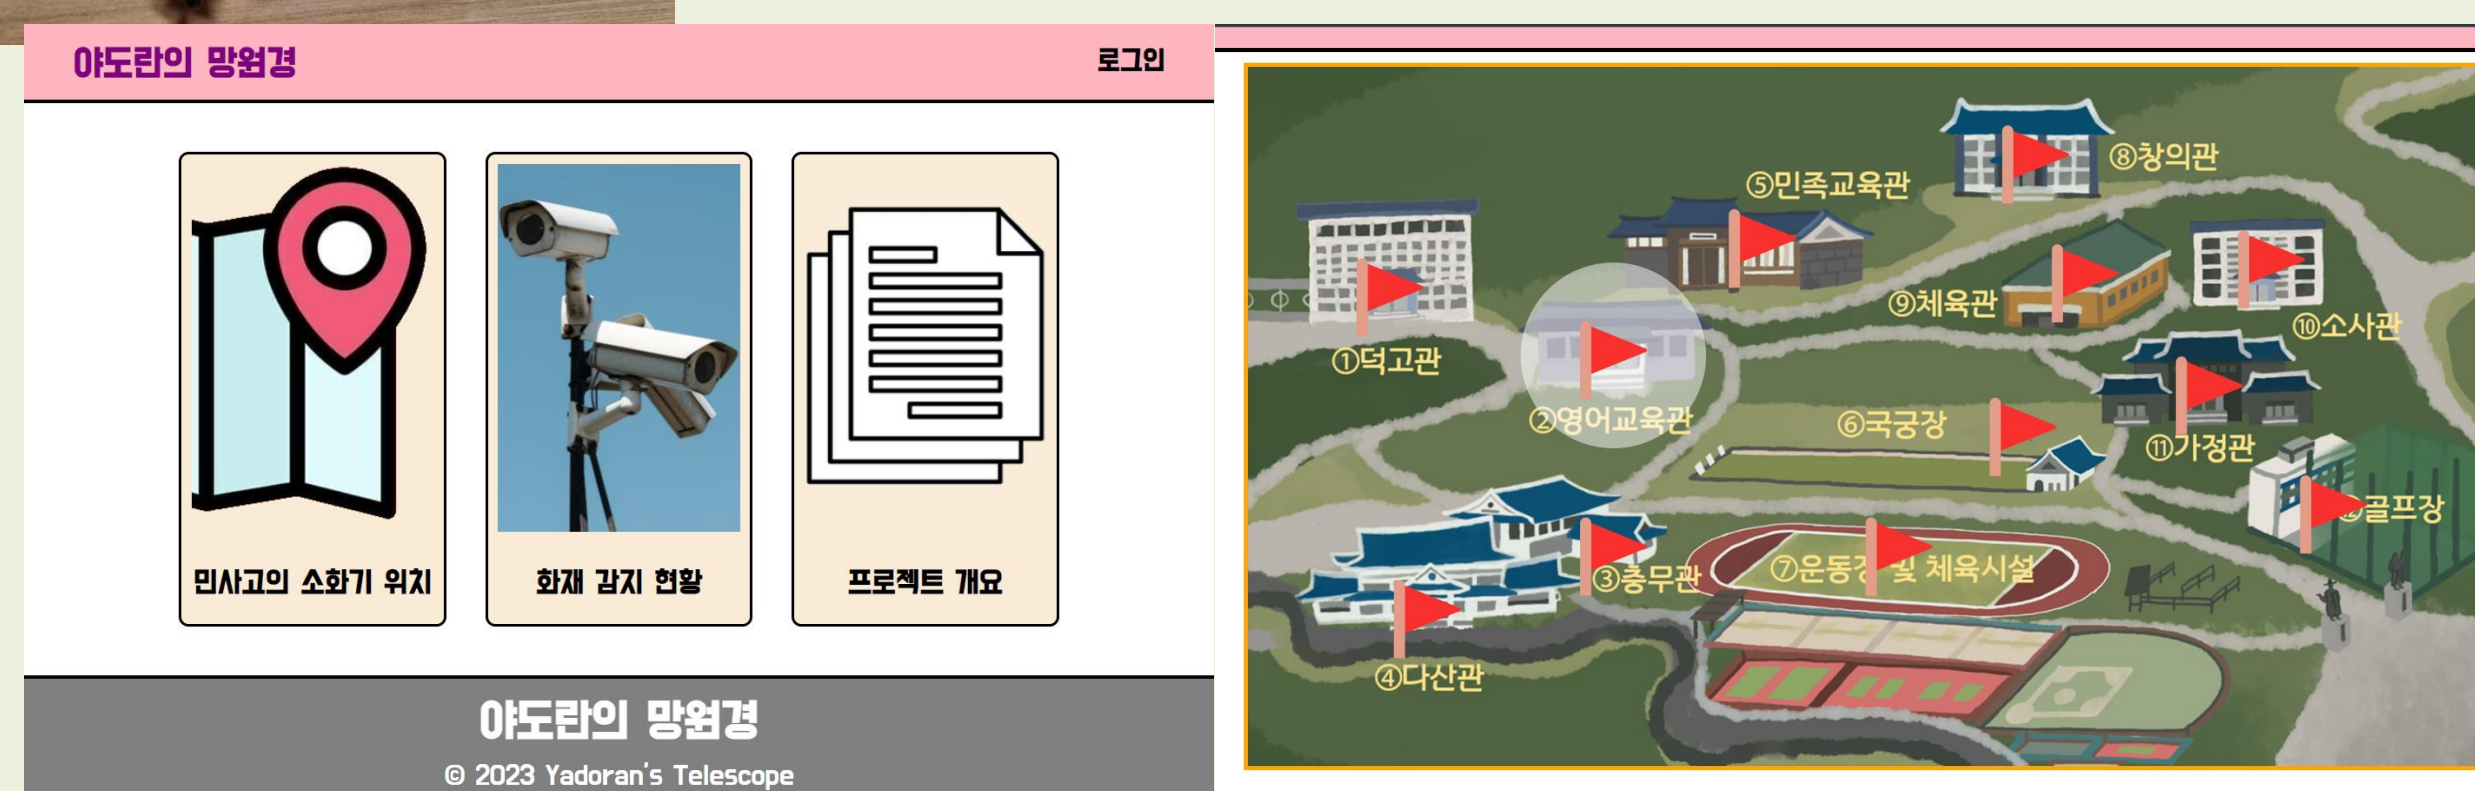 야도란의 망원경
로그인
민사고의 소화기 위치
화재 감지 현황
프로젝트 개요
야도란의 망원경
© 2023 Yadoran's Telescope
⑧창의관
⑤민족교육관
⑨체육관
⑩소사관
①덕고관
②영어교육관
⑥국궁장
⑪가정관
골프장
③충무관
⑦운동장 및 체육시설
④다산관